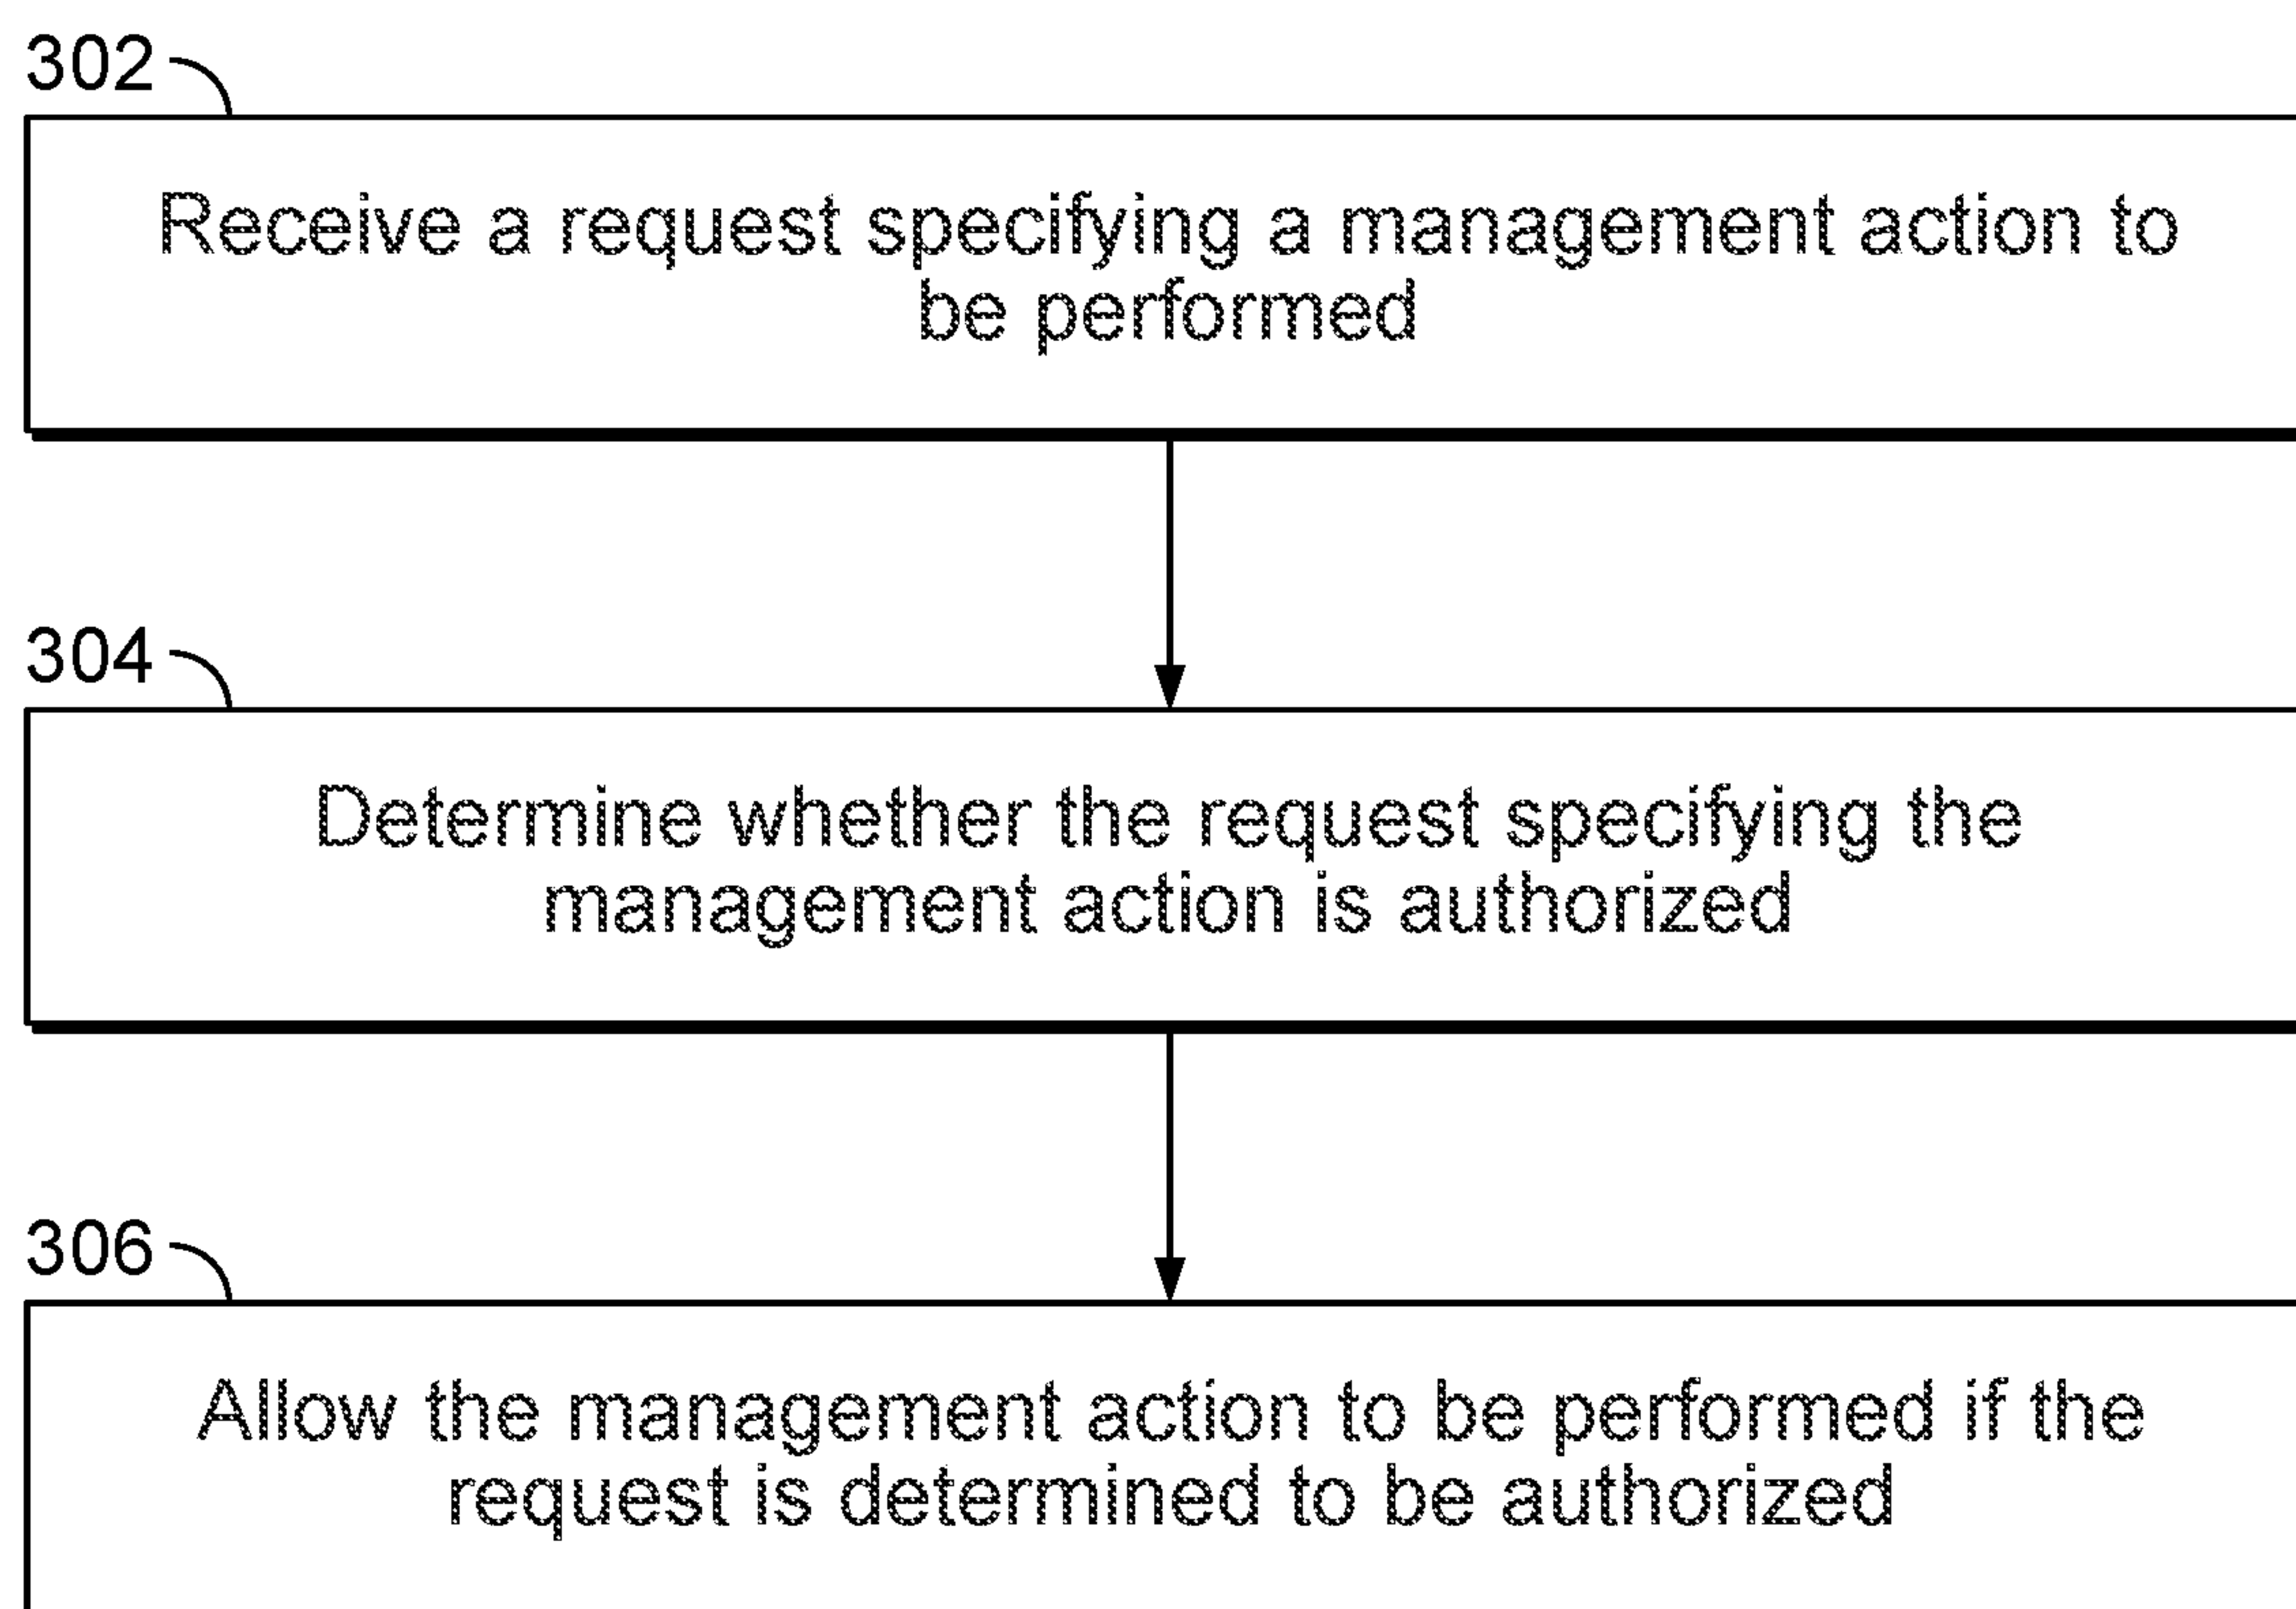 302
Receive a request specifying a management action to
be performed
304
Determine whether the request specifying the
management action is authorized
306
Allow the management action to be performed if the
request is determined to be authorized